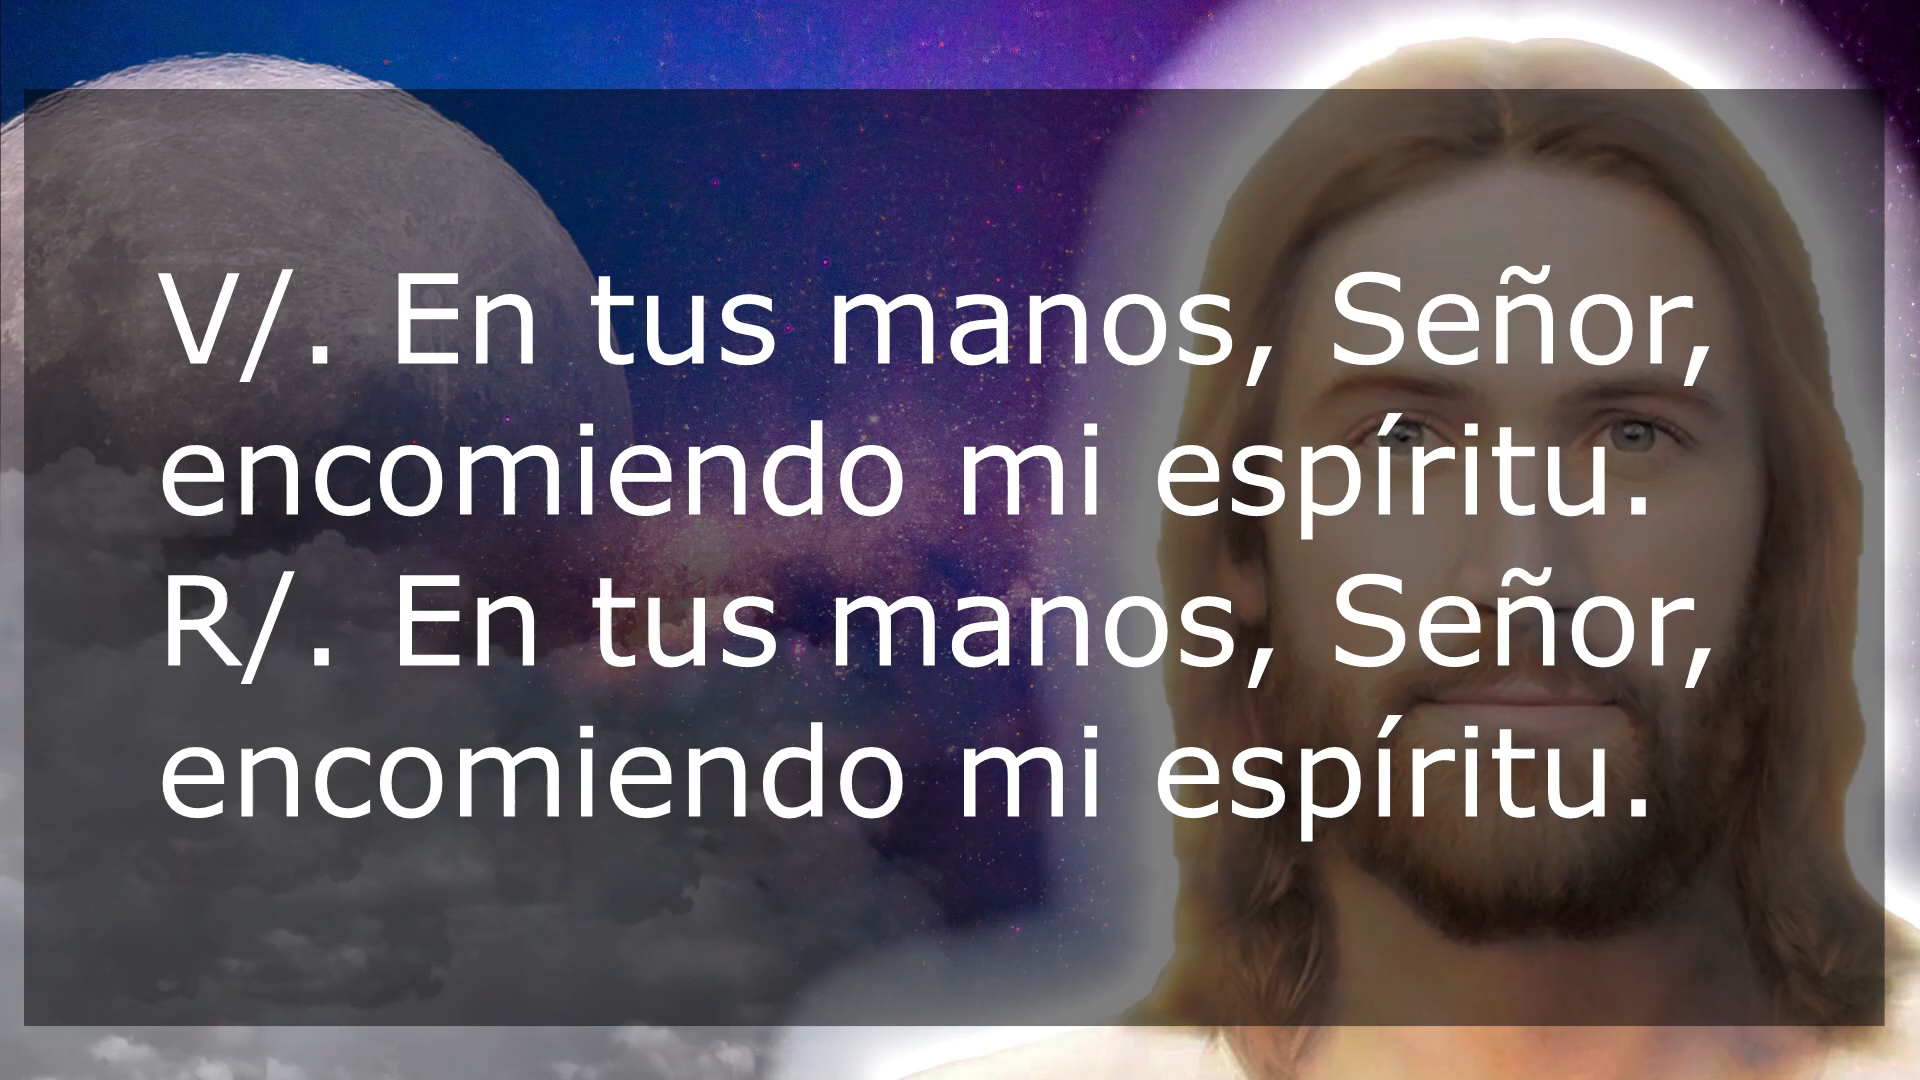 V/. En tus manos, Señor,
encomiendo mi espíritu.
R/. En tus manos, Señor,
encomiendo mi espíritu.